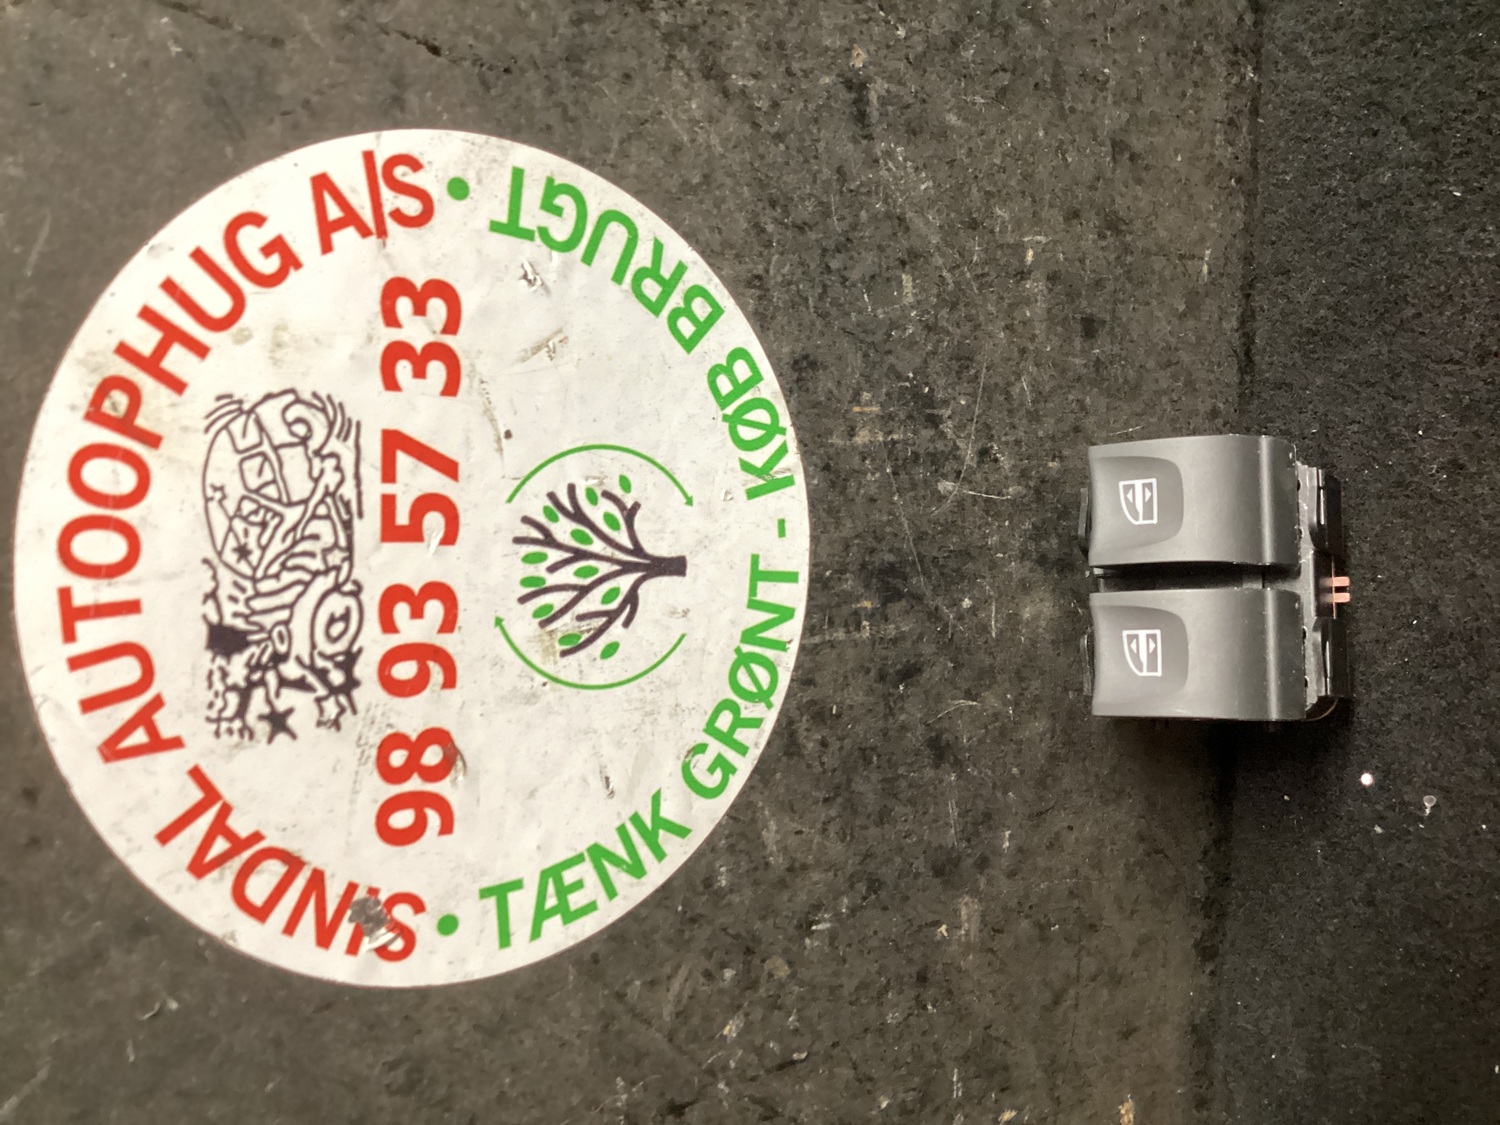 SINDAL AUTOOPHUG A/S
98 93 57 33
TÆNK GRØNT - KØB BRUGT